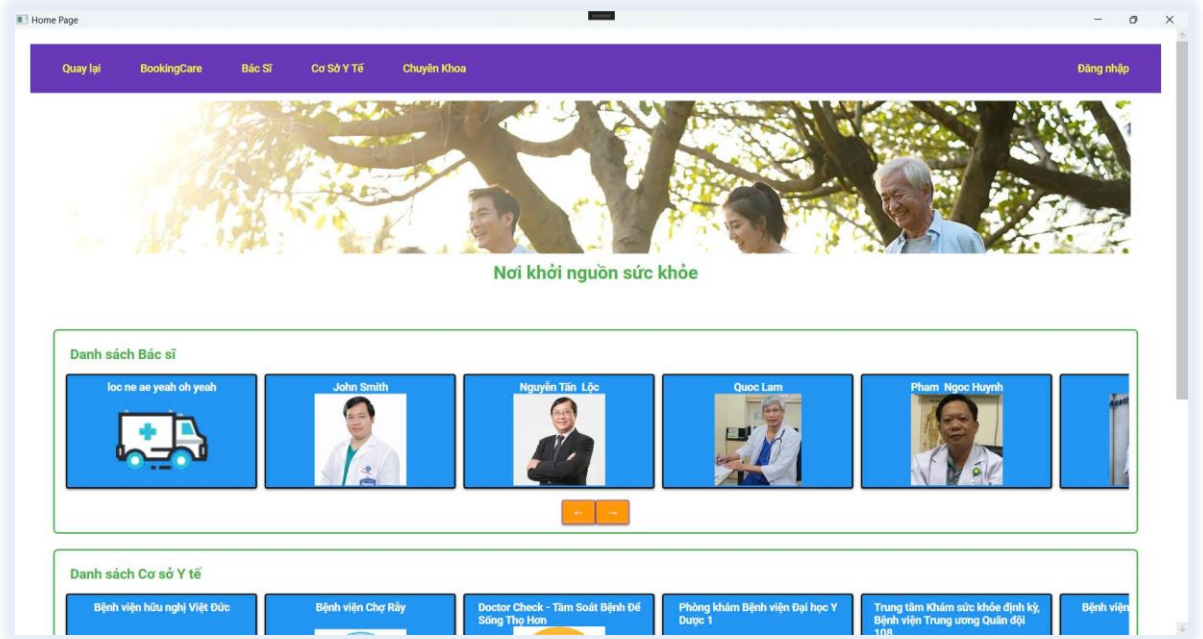 Home Page
Quay lại BookingCare Bác Sĩ Cơ Sở Y Tế Chuyên Khoa Đăng nhập
Nơi khởi nguồn sức khỏe
Danh sách Bác sĩ
loc ne ae yeah oh yeah John Smith Nguyễn Tấn Lộc Quoc Lam Pham Ngoc Huynh
← →
Danh sách Cơ sở Y tế
Bệnh viện hữu nghị Việt Đức
Bệnh viện Chợ Rẫy
Doctor Check - Tầm Soát Bệnh Để
Sống Thọ Hơn
Phòng khám Bệnh viện Đại học Y
Dược 1
Trung tâm Khám sức khỏe định kỳ,
Bệnh viện Trung ương Quân đội
108
Bệnh viện